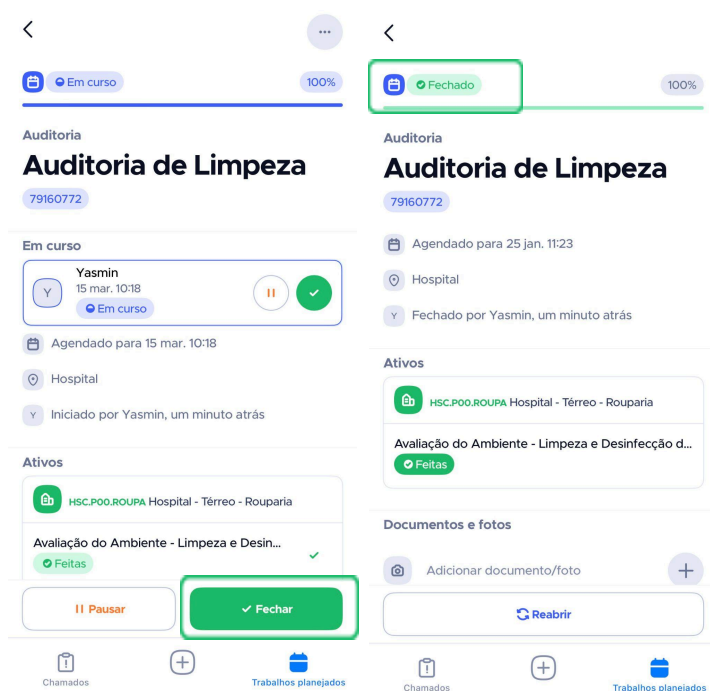 Em curso
100%
Auditoria
Auditoria de Limpeza
79160772
Em curso
Y
Yasmin
15 mar. 10:18
Em curso
Agendado para 15 mar. 10:18
Hospital
Y Iniciado por Yasmin, um minuto atrás
Ativos
HSC.P00.ROUPA Hospital - Térreo - Rouparia
Avaliação do Ambiente - Limpeza e Desin...
Feitas
Pausar
Fechar
Chamados
Trabalhos planejados
Fechado
100%
Auditoria
Auditoria de Limpeza
79160772
Agendado para 25 jan. 11:23
Hospital
Y Fechado por Yasmin, um minuto atrás
Ativos
HSC.P00.ROUPA Hospital - Térreo - Rouparia
Avaliação do Ambiente - Limpeza e Desinfecção d...
Feitas
Documentos e fotos
Adicionar documento/foto
Reabrir
Chamados
Trabalhos planejados